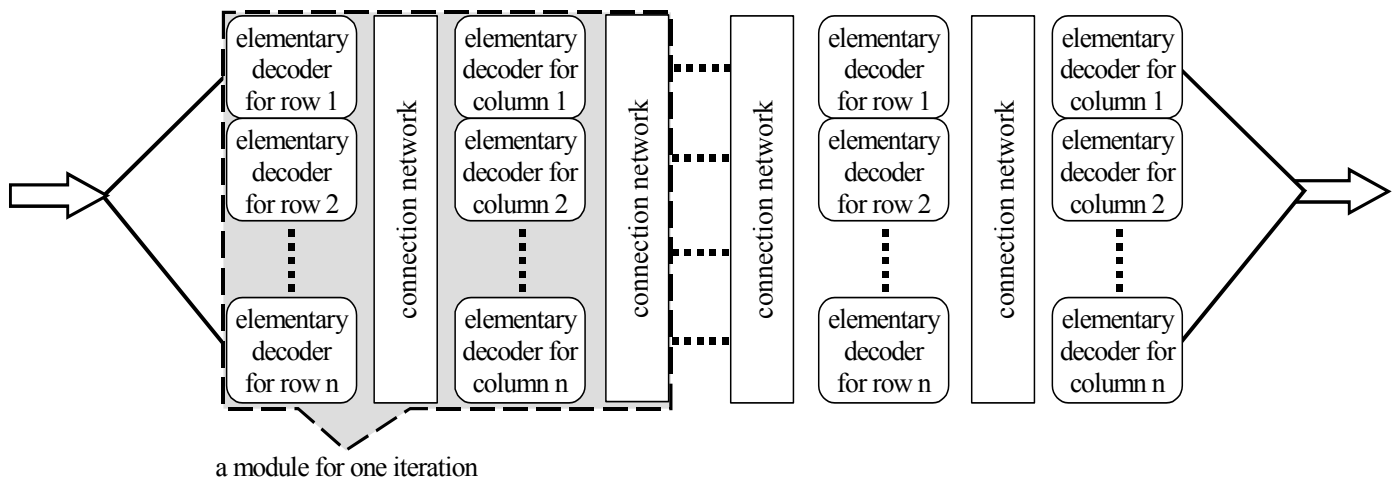 elementary
decoder
for row 1
elementary
decoder
for row 2
elementary
decoder
for row n
connection network
elementary
decoder for
column 1
elementary
decoder for
column 2
elementary
decoder for
column n
connection network
connection network
elementary
decoder
for row 1
elementary
decoder
for row 2
elementary
decoder
for row n
connection network
elementary
decoder for
column 1
elementary
decoder for
column 2
elementary
decoder for
column n
a module for one iteration